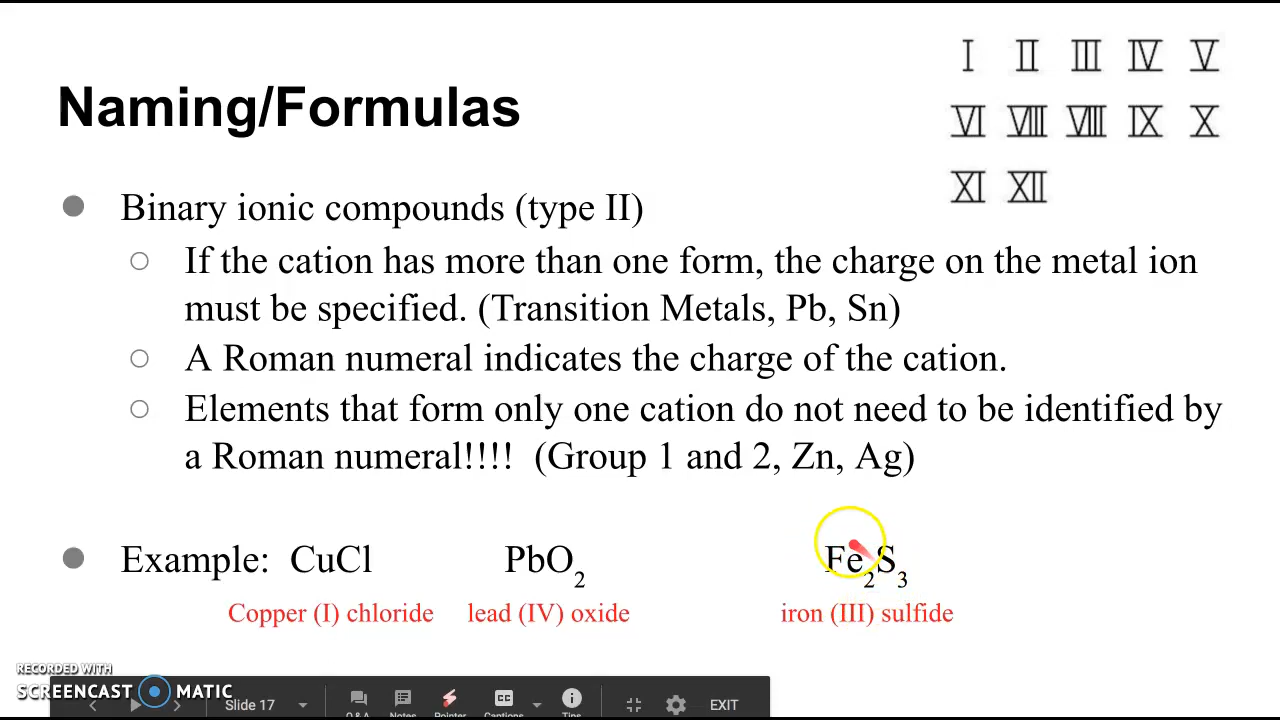 I II III IV V
Naming/Formulas
VI VIII VIII IX X
XI XII
● Binary ionic compounds (type II)
○ If the cation has more than one form, the charge on the metal ion
must be specified. (Transition Metals, Pb, Sn)
○ A Roman numeral indicates the charge of the cation.
○ Elements that form only one cation do not need to be identified by
a Roman numeral!!!! (Group 1 and 2, Zn, Ag)
● Example: CuCl PbO₂ Fe₂S₃
Copper (I) chloride lead (IV) oxide iron (III) sulfide
RECORDED WITH
SCREENCAST MATIC
Slide 17 Q & A Notes Pointer Captions Tips EXIT